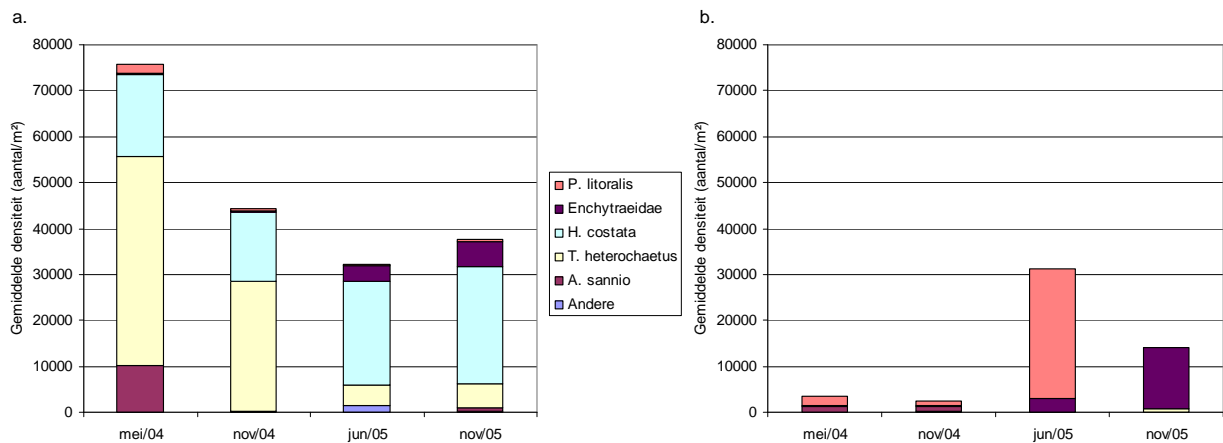 a.
Gemiddelde densiteit (aantal/m²)
80000
70000
60000
50000
40000
30000
20000
10000
0
mei/04 nov/04 jun/05 nov/05
P. litoralis
Enchytraeidae
H. costata
T. heterochaetus
A. sannio
Andere
b.
Gemiddelde densiteit (aantal/m²)
80000
70000
60000
50000
40000
30000
20000
10000
0
mei/04 nov/04 jun/05 nov/05